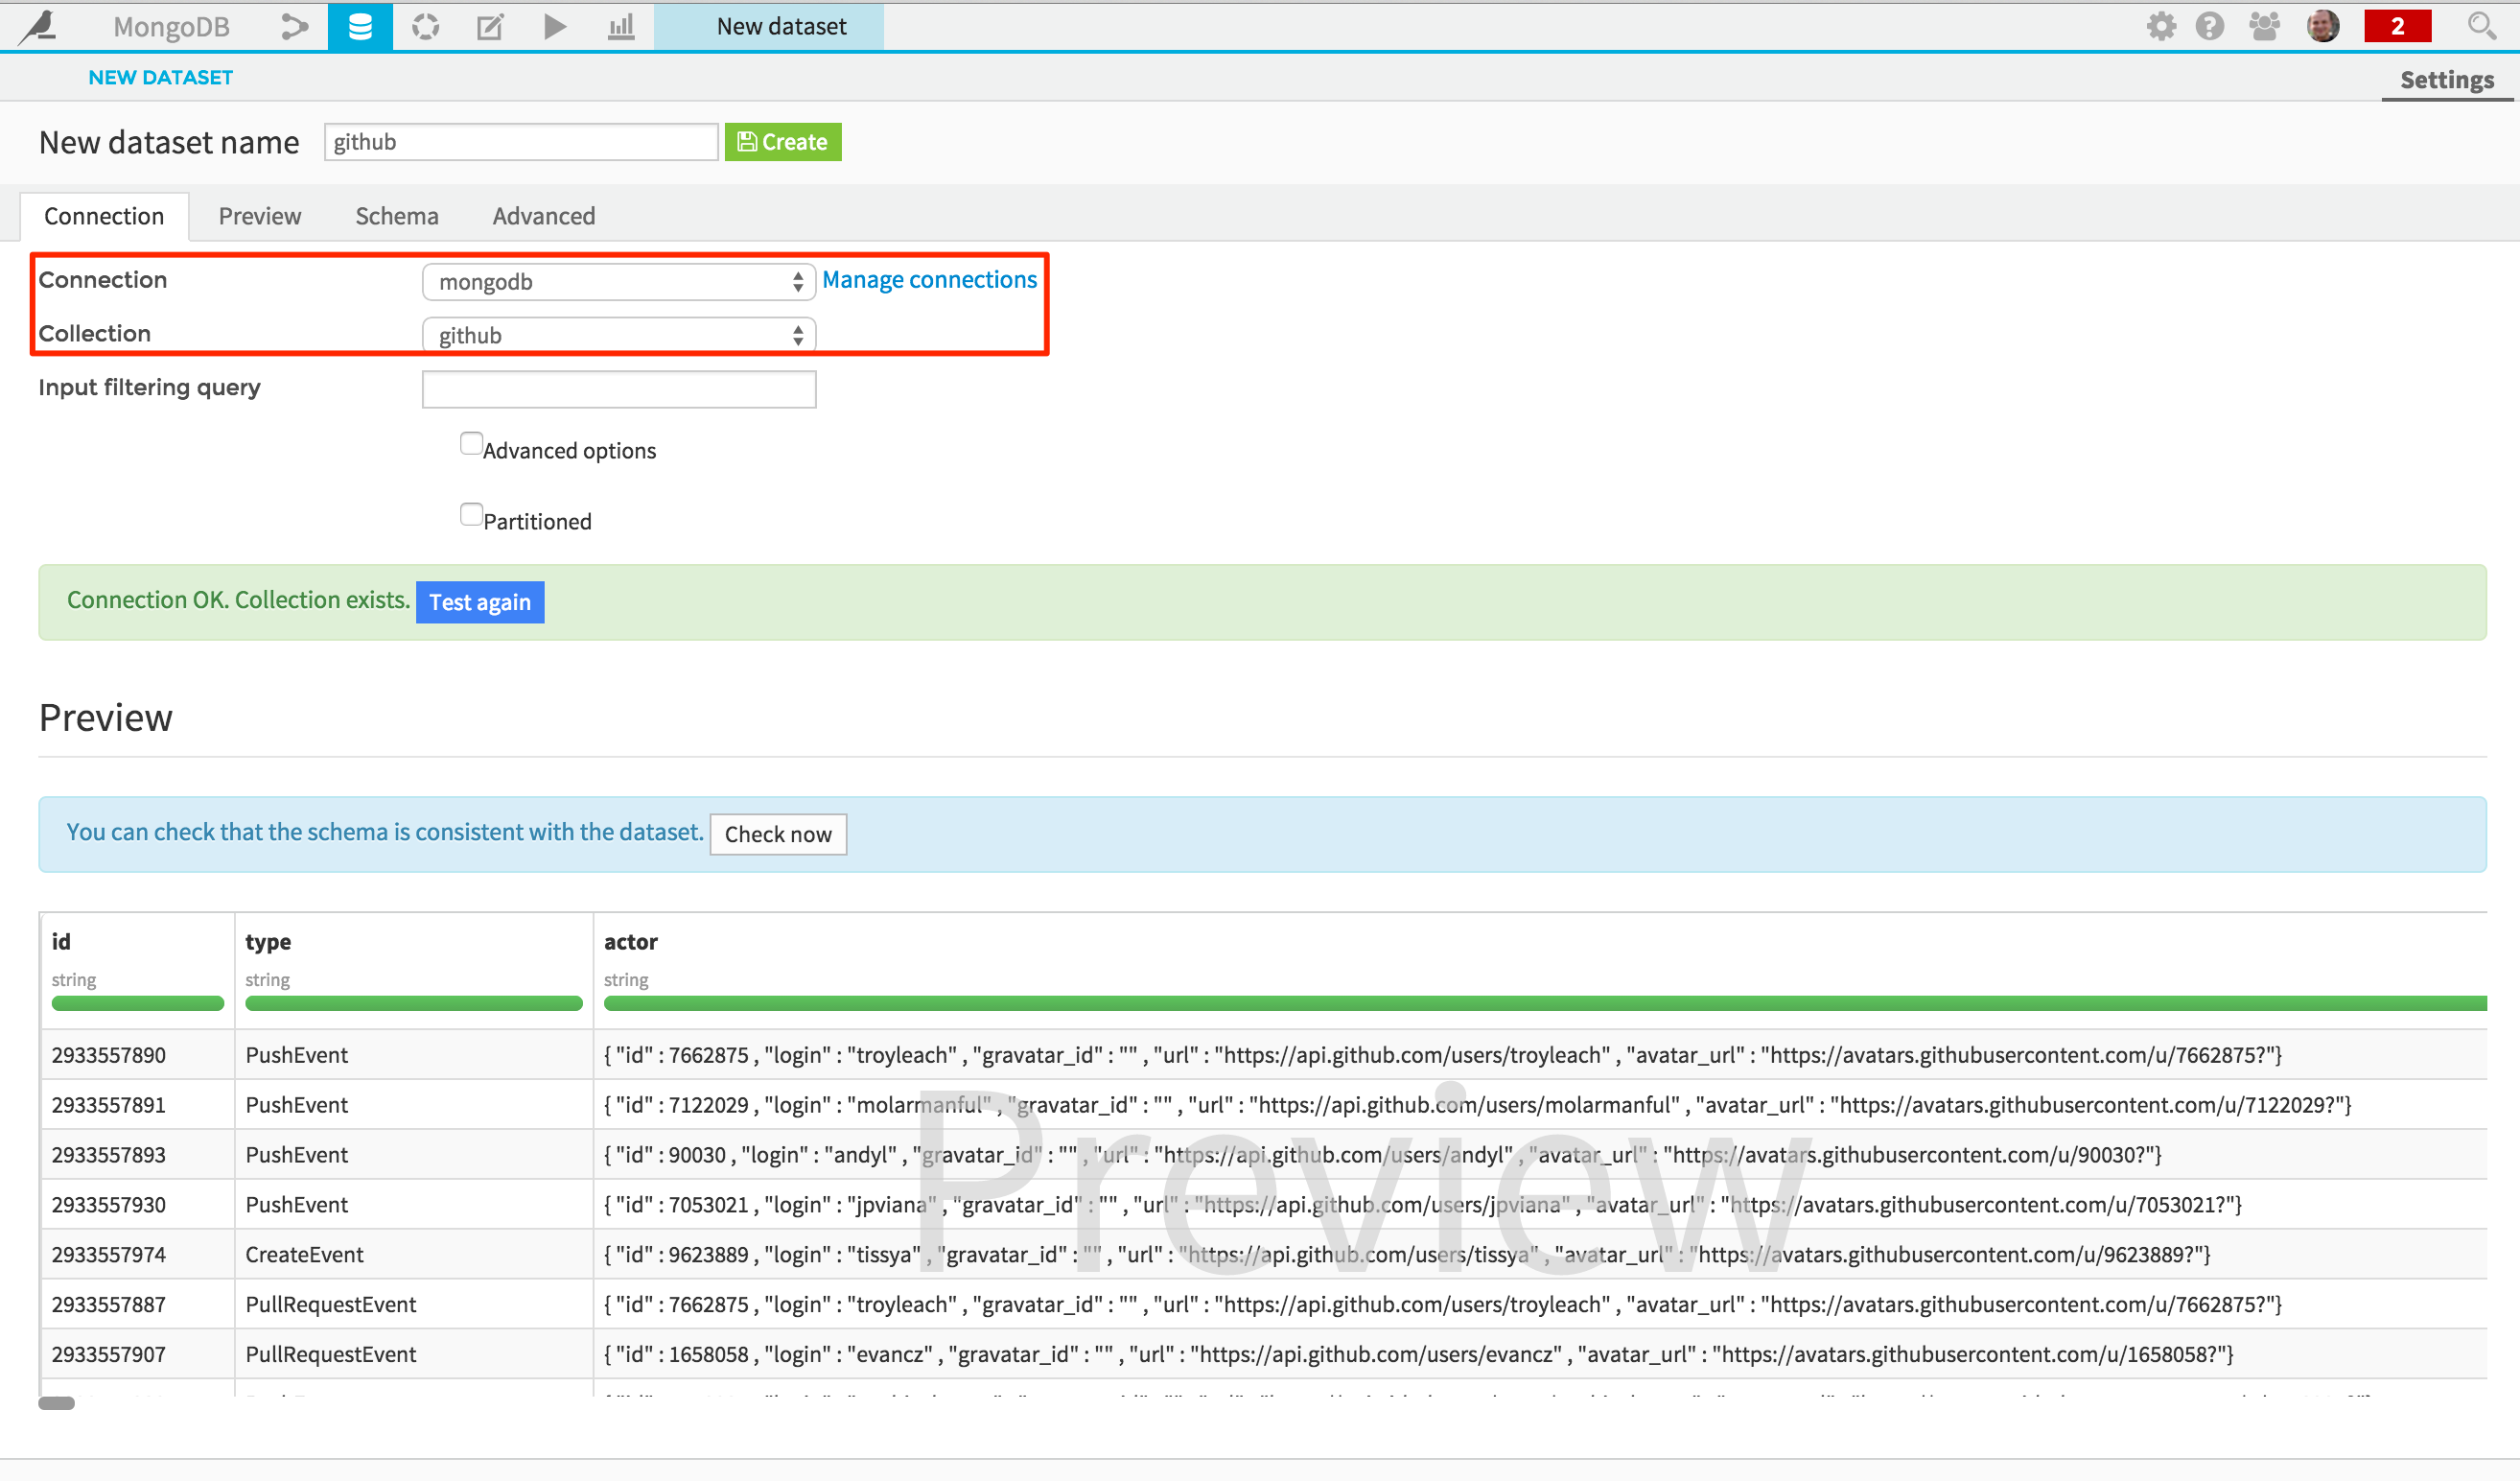 MongoDB New dataset 2
NEW DATASET Settings
New dataset name github Create
Connection Preview Schema Advanced
Connection mongodb Manage connections
Collection github
Input filtering query
Advanced options
Partitioned
Connection OK. Collection exists. Test again
Preview
You can check that the schema is consistent with the dataset. Check now
id type actor
string string string
2933557890 PushEvent { "id" : 7662875 , "login" : "troyleach" , "gravatar_id" : "" , "url" : "https://api.github.com/users/troyleach" , "avatar_url" : "https://avatars.githubusercontent.com/u/7662875?"}
2933557891 PushEvent { "id" : 7122029 , "login" : "molarmanful" , "gravatar_id" : "" , "url" : "https://api.github.com/users/molarmanful" , "avatar_url" : "https://avatars.githubusercontent.com/u/7122029?"}
2933557893 PushEvent { "id" : 90030 , "login" : "andyl" , "gravatar_id" : "" , "url" : "https://api.github.com/users/andyl" , "avatar_url" : "https://avatars.githubusercontent.com/u/90030?"}
2933557930 PushEvent { "id" : 7053021 , "login" : "jpviana" , "gravatar_id" : "" , "url" : "https://api.github.com/users/jpviana" , "avatar_url" : "https://avatars.githubusercontent.com/u/7053021?"}
2933557974 CreateEvent { "id" : 9623889 , "login" : "tissya" , "gravatar_id" : "" , "url" : "https://api.github.com/users/tissya" , "avatar_url" : "https://avatars.githubusercontent.com/u/9623889?"}
2933557887 PullRequestEvent { "id" : 7662875 , "login" : "troyleach" , "gravatar_id" : "" , "url" : "https://api.github.com/users/troyleach" , "avatar_url" : "https://avatars.githubusercontent.com/u/7662875?"}
2933557907 PullRequestEvent { "id" : 1658058 , "login" : "evancz" , "gravatar_id" : "" , "url" : "https://api.github.com/users/evancz" , "avatar_url" : "https://avatars.githubusercontent.com/u/1658058?"}
Preview